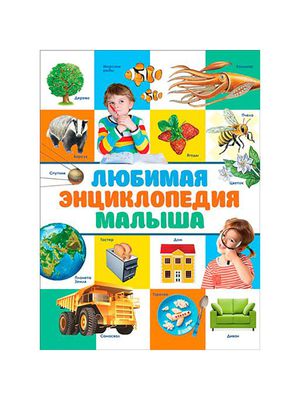 Морские
рыбы
Кальмар
Дерево
Пчела
Барсук
Ягоды
Спутник
Цветок
ЛЮБИМАЯ
ЭНЦИКЛОПЕДИЯ
МАЛЫША
Тостер
Дом
Планета
Земля
Самосвал
Тарелка
Диван